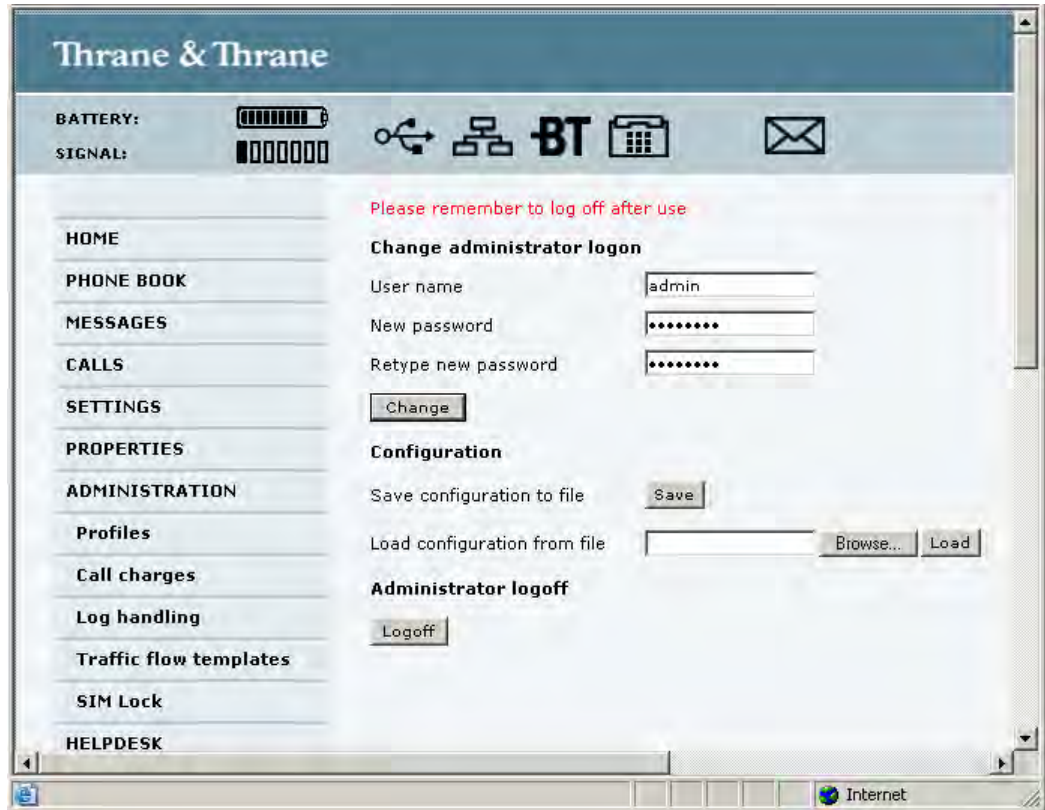 Thrane & Thrane
BATTERY:
SIGNAL:
BT
Please remember to log off after use
HOME
PHONE BOOK
MESSAGES
CALLS
SETTINGS
PROPERTIES
ADMINISTRATION
Profiles
Call charges
Log handling
Traffic flow templates
SIM Lock
HELPDESK
Change administrator logon
User name admin
New password ••••••••
Retype new password ••••••••
Change
Configuration
Save configuration to file Save
Load configuration from file Browse... Load
Administrator logoff
Logoff
Internet